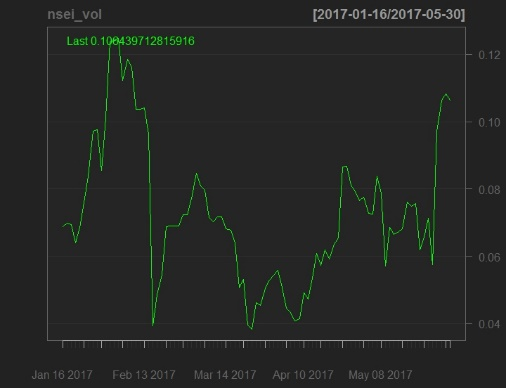 nsei_vol [2017-01-16/2017-05-30]
Last 0.106439712815916
0.12
0.10
0.08
0.06
0.04
Jan 16 2017 Feb 13 2017 Mar 14 2017 Apr 10 2017 May 08 2017